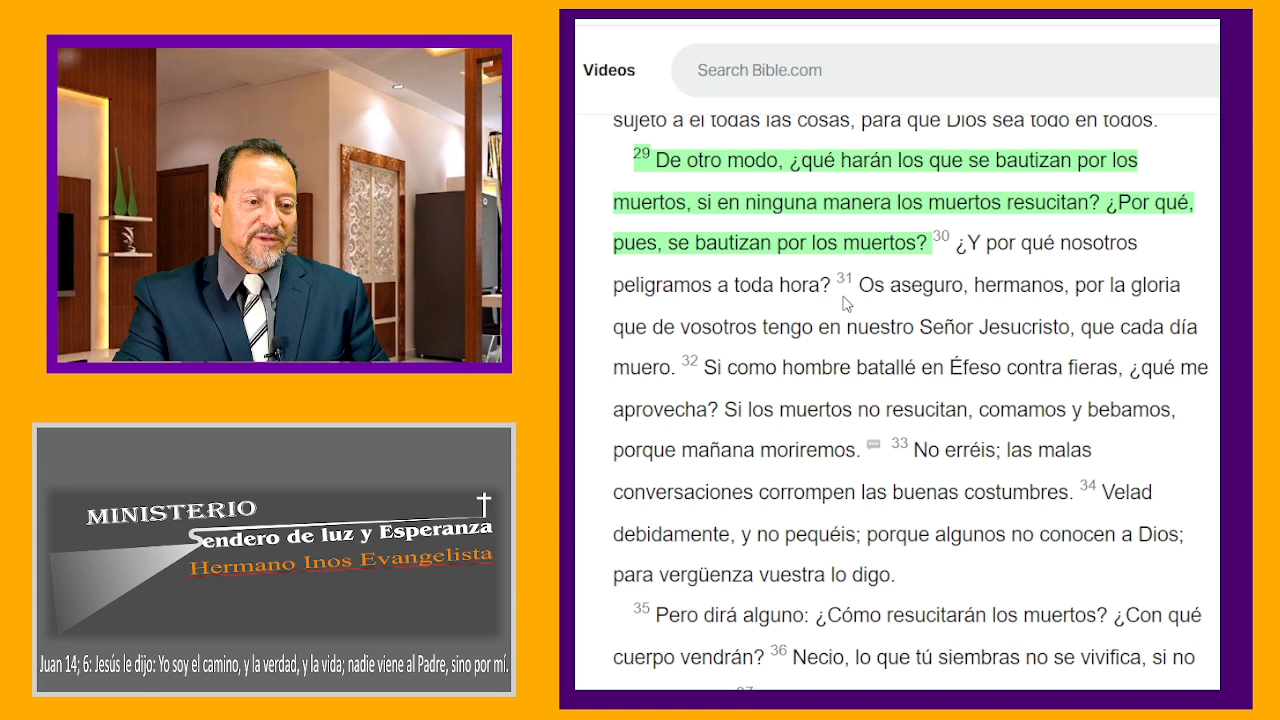 Videos
Search Bible.com
sujeto a él todas las cosas, para que Dios sea todo en todos.
29 De otro modo, ¿qué harán los que se bautizan por los
muertos, si en ninguna manera los muertos resucitan? ¿Por qué,
pues, se bautizan por los muertos? 30 ¿Y por qué nosotros
peligramos a toda hora? 31 Os aseguro, hermanos, por la gloria
que de vosotros tengo en nuestro Señor Jesucristo, que cada día
muero. 32 Si como hombre batallé en Éfeso contra fieras, ¿qué me
aprovecha? Si los muertos no resucitan, comamos y bebamos,
porque mañana moriremos. 33 No erréis; las malas
conversaciones corrompen las buenas costumbres. 34 Velad
debidamente, y no pequéis; porque algunos no conocen a Dios;
para vergüenza vuestra lo digo.
35 Pero dirá alguno: ¿Cómo resucitarán los muertos? ¿Con qué
cuerpo vendrán? 36 Necio, lo que tú siembras no se vivifica, si no
MINISTERIO
Sendero de luz y Esperanza
Hermano Inos Evangelista
Juan 14; 6: Jesús le dijo: Yo soy el camino, y la verdad, y la vida; nadie viene al Padre, sino por mí.